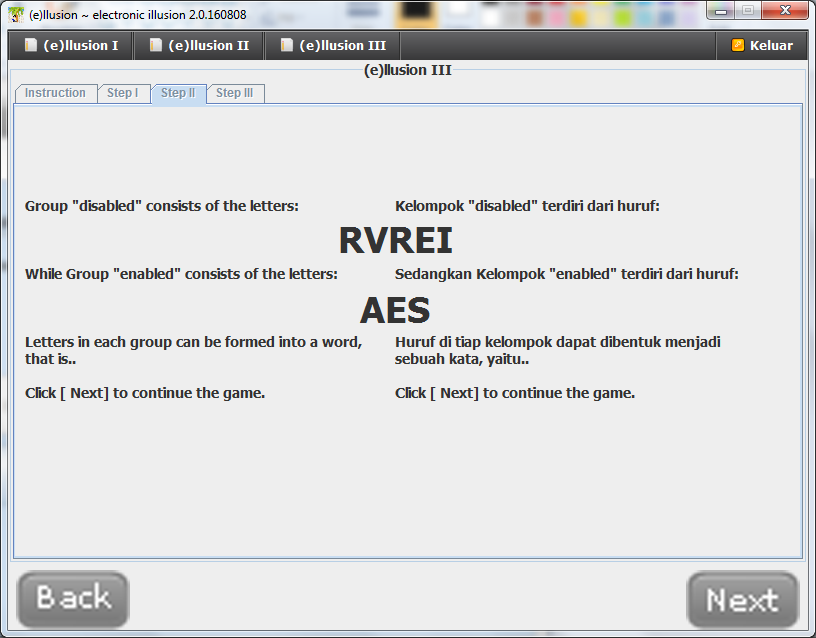 (e)llusion ~ electronic illusion 2.0.160808
(e)llusion I (e)llusion II (e)llusion III Keluar
(e)llusion III
Instruction Step I Step II Step III
Group "disabled" consists of the letters: Kelompok "disabled" terdiri dari huruf:
RVREI
While Group "enabled" consists of the letters: Sedangkan Kelompok "enabled" terdiri dari huruf:
AES
Letters in each group can be formed into a word,
that is..
Huruf di tiap kelompok dapat dibentuk menjadi
sebuah kata, yaitu..
Click [ Next] to continue the game. Click [ Next] to continue the game.
Back Next